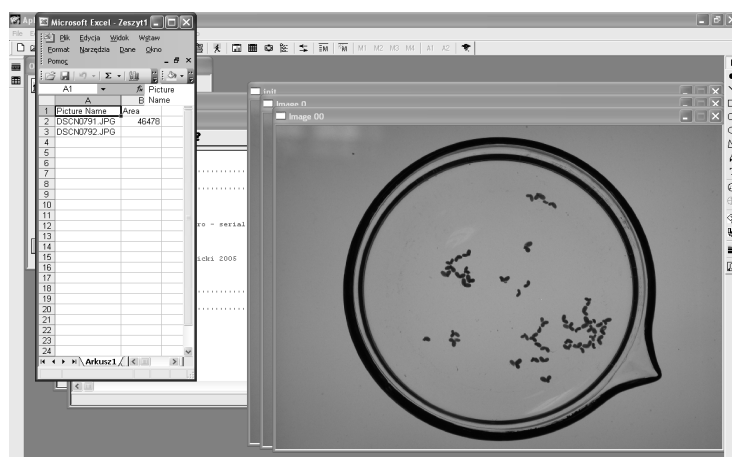 Microsoft Excel - Zeszyt1
Plik Edycja Widok Wstaw
Format Narzędzia Dane Okno
Pomoc
A1 fx Picture
Name
A B
1 Picture Name Area
2 DSCN0791.JPG 46478
3 DSCN0792.JPG
4
5
6
7
8
9
10
11
12
13
14
15
16
17
18
19
20
21
22
23
24
Arkusz1
M M M1 M2 M3 M4 A1 A2
?
ro - serial
icki 2005
Init
Image 0
Image 00